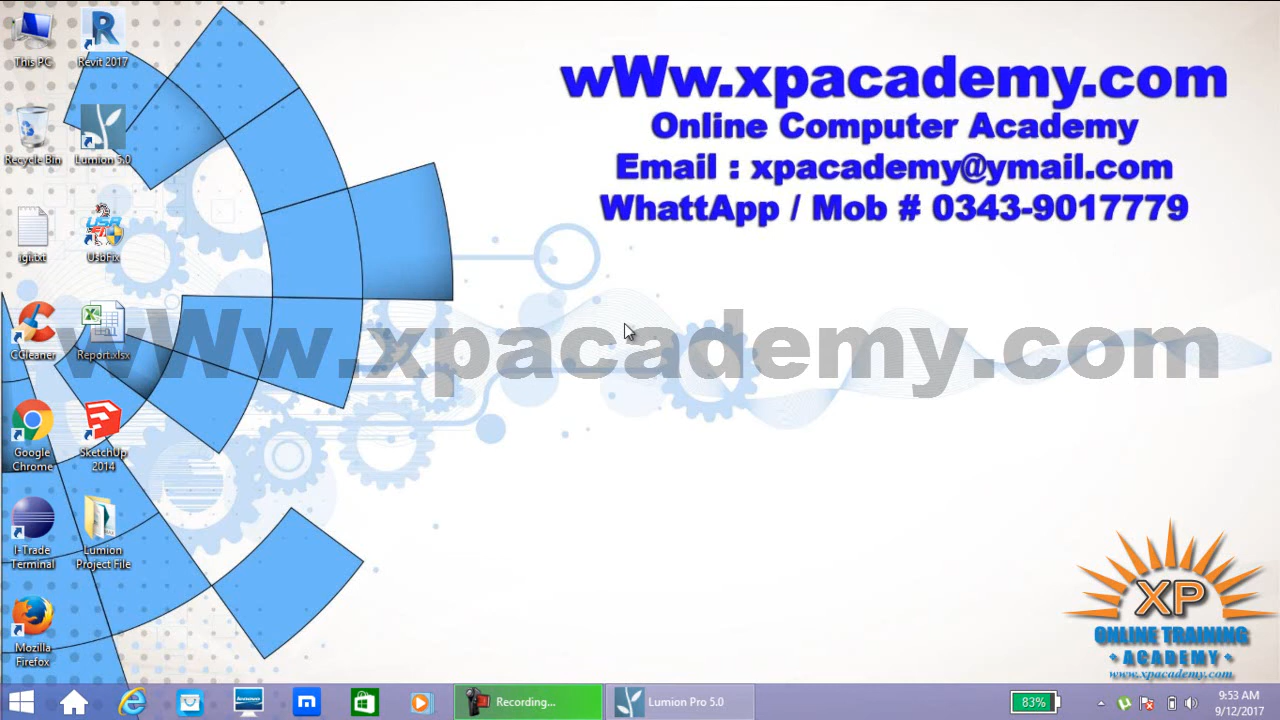 This PC
Revit 2017
Recycle Bin
Lumion 5.0
igi.txt
UsbFix
CCleaner
Report.xlsx
Google
Chrome
SketchUp
2014
I-Trade
Terminal
Lumion
Project File
Mozilla
Firefox
wWw.xpacademy.com
Online Computer Academy
Email : xpacademy@ymail.com
WhattApp / Mob # 0343-9017779
wWw.xpacademy.com
XP
ONLINE TRAINING
ACADEMY
www.xpacademy.com
Recording...
Lumion Pro 5.0
83%
9:53 AM
9/12/2017